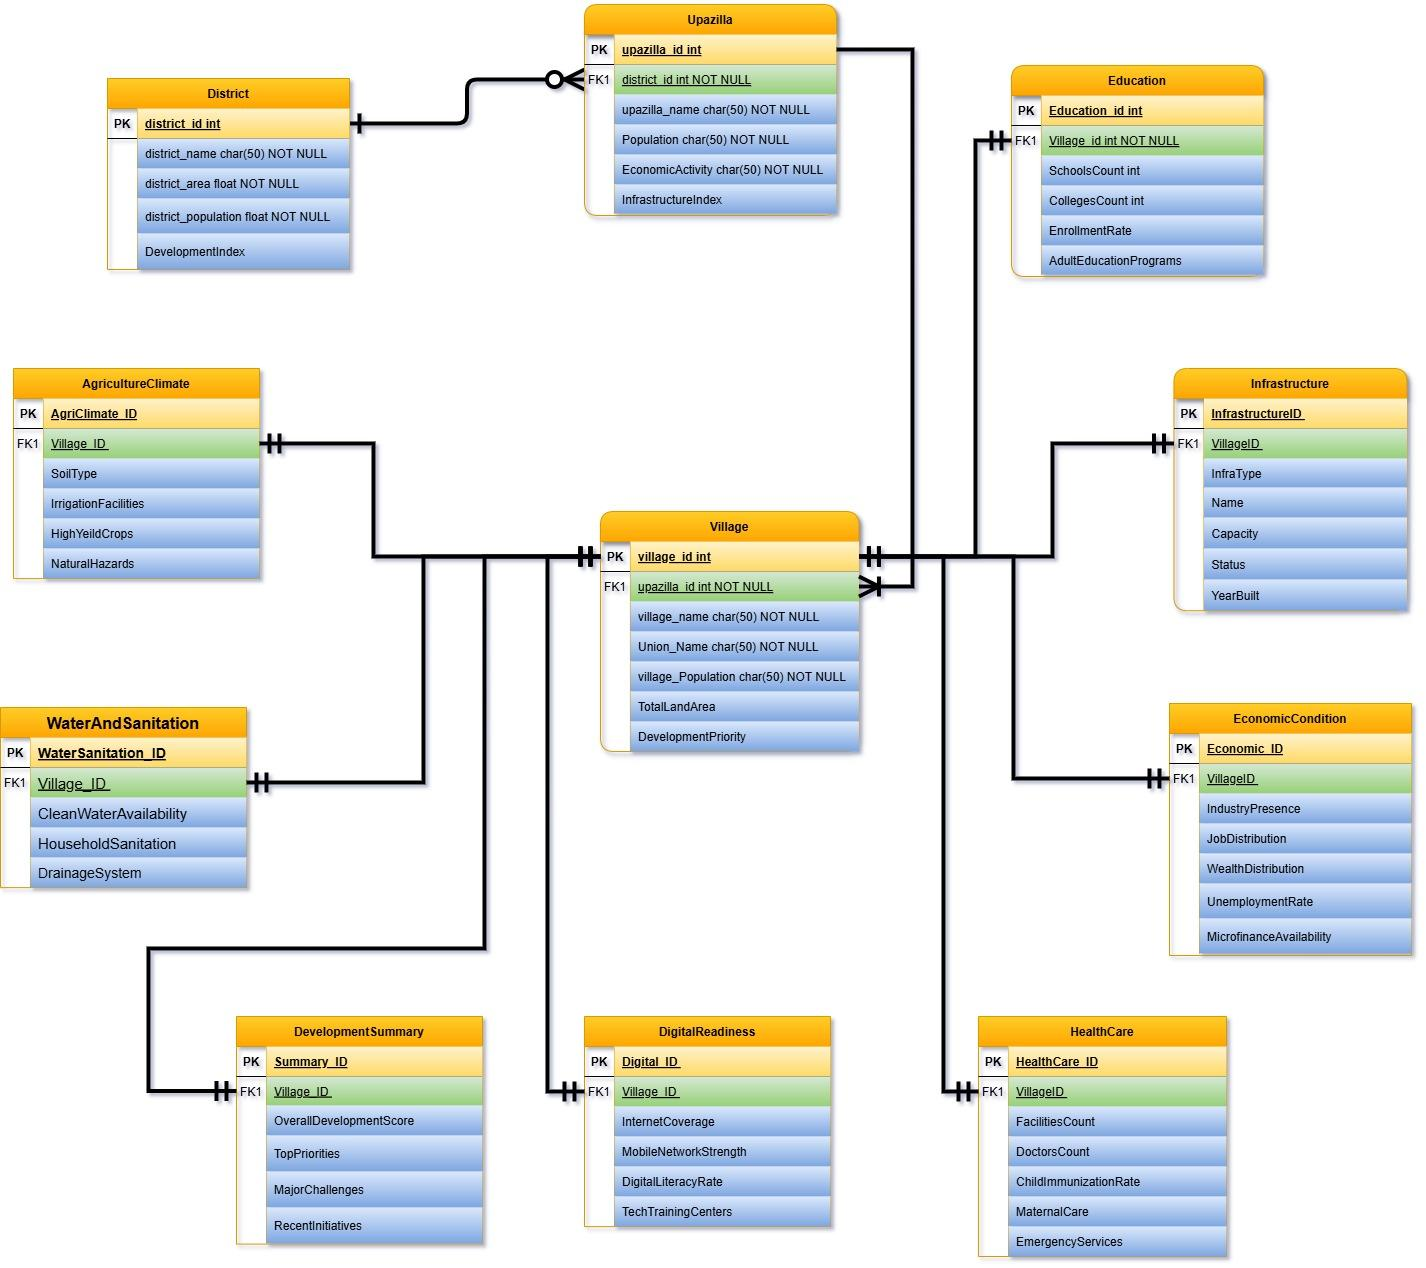 Upazilla
PK upazilla_id int
FK1 district_id int NOT NULL
upazilla_name char(50) NOT NULL
Population char(50) NOT NULL
EconomicActivity char(50) NOT NULL
InfrastructureIndex
District
PK district_id int
district_name char(50) NOT NULL
district_area float NOT NULL
district_population float NOT NULL
DevelopmentIndex
Education
PK Education_id int
FK1 Village_id int NOT NULL
SchoolsCount int
CollegesCount int
EnrollmentRate
AdultEducationPrograms
AgricultureClimate
PK AgriClimate_ID
FK1 Village_ID
SoilType
IrrigationFacilities
HighYeildCrops
NaturalHazards
Infrastructure
PK InfrastructureID
FK1 VillageID
InfraType
Name
Capacity
Status
YearBuilt
Village
PK village_id int
FK1 upazilla_id int NOT NULL
village_name char(50) NOT NULL
Union_Name char(50) NOT NULL
village_Population char(50) NOT NULL
TotalLandArea
DevelopmentPriority
WaterAndSanitation
PK WaterSanitation_ID
FK1 Village_ID
CleanWaterAvailability
HouseholdSanitation
DrainageSystem
EconomicCondition
PK Economic_ID
FK1 VillageID
IndustryPresence
JobDistribution
WealthDistribution
UnemploymentRate
MicrofinanceAvailability
DevelopmentSummary
PK Summary_ID
FK1 Village_ID
OverallDevelopmentScore
TopPriorities
MajorChallenges
RecentInitiatives
DigitalReadiness
PK Digital_ID
FK1 Village_ID
InternetCoverage
MobileNetworkStrength
DigitalLiteracyRate
TechTrainingCenters
HealthCare
PK HealthCare_ID
FK1 VillageID
FacilitiesCount
DoctorsCount
ChildImmunizationRate
MaternalCare
EmergencyServices